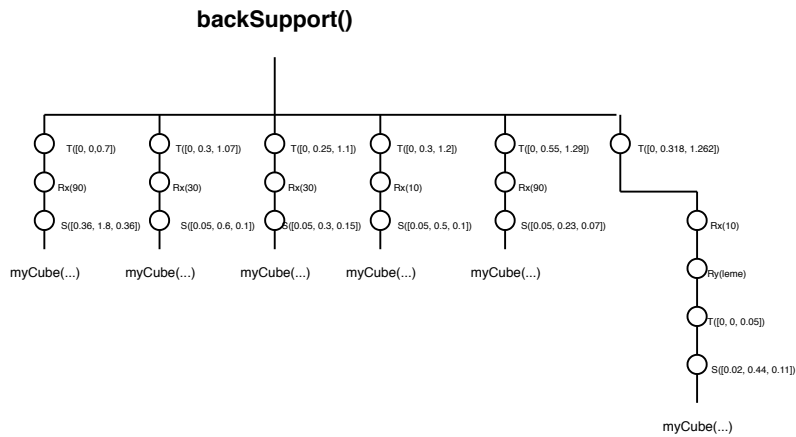 backSupport()
T([0, 0,0.7]) T([0, 0.3, 1.07]) T([0, 0.25, 1.1]) T([0, 0.3, 1.2]) T([0, 0.55, 1.29]) T([0, 0.318, 1.262])
Rx(90) Rx(30) Rx(30) Rx(10) Rx(90)
S([0.36, 1.8, 0.36]) S([0.05, 0.6, 0.1]) S([0.05, 0.3, 0.15]) S([0.05, 0.5, 0.1]) S([0.05, 0.23, 0.07]) Rx(10)
myCube(...) myCube(...) myCube(...) myCube(...) myCube(...) Ry(leme)
T([0, 0, 0.05])
S([0.02, 0.44, 0.11])
myCube(...)